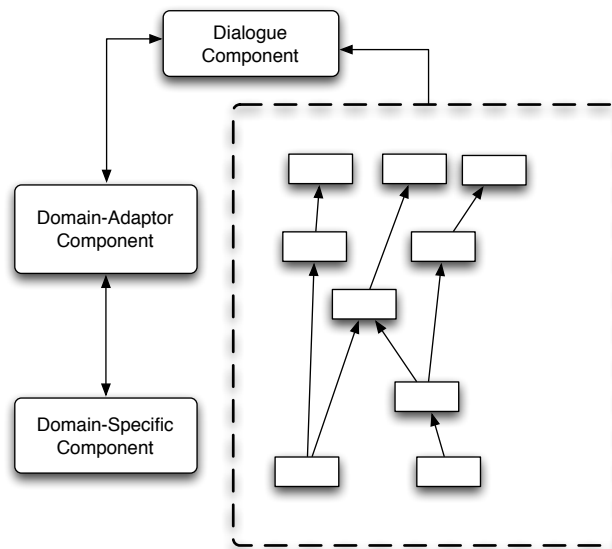 Dialogue
Component
Domain-Adaptor
Component
Domain-Specific
Component